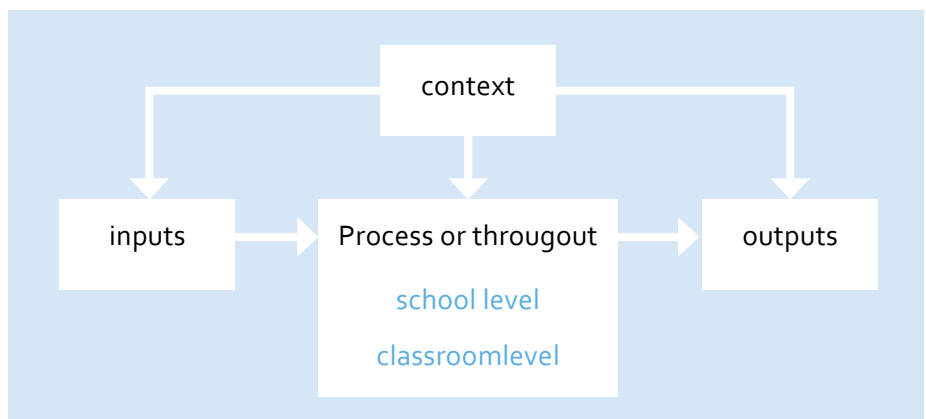 context
inputs
Process or througout
outputs
school level
classroomlevel